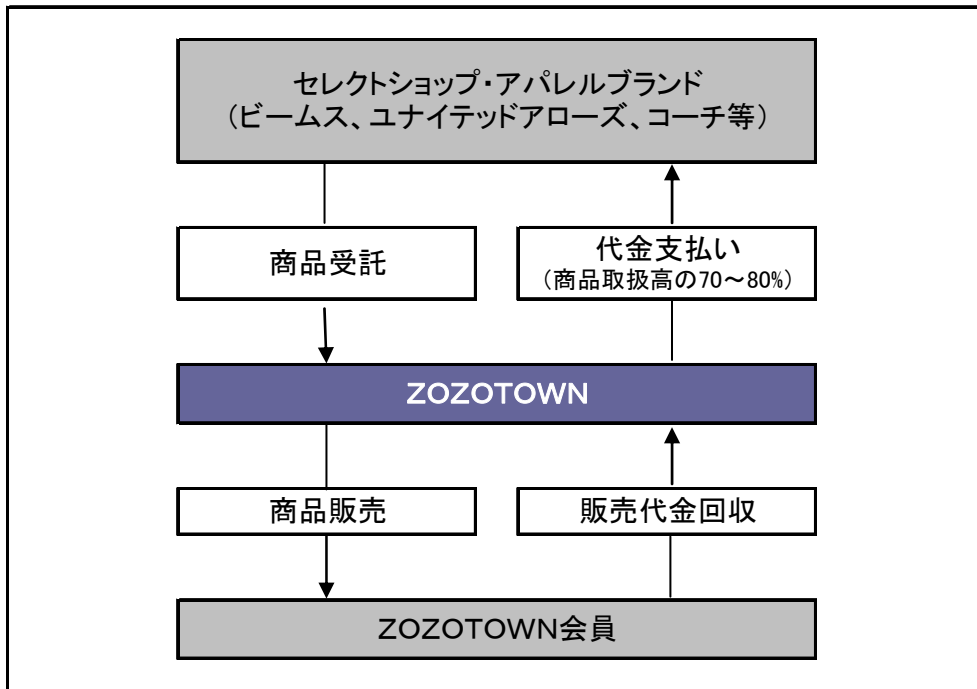 セレクトショップ・アパレルブランド
（ビームス、ユナイテッドアローズ、コーチ等）
商品受託
代金支払い
（商品取扱高の70～80%）
ZOZOTOWN
商品販売
販売代金回収
ZOZOTOWN会員